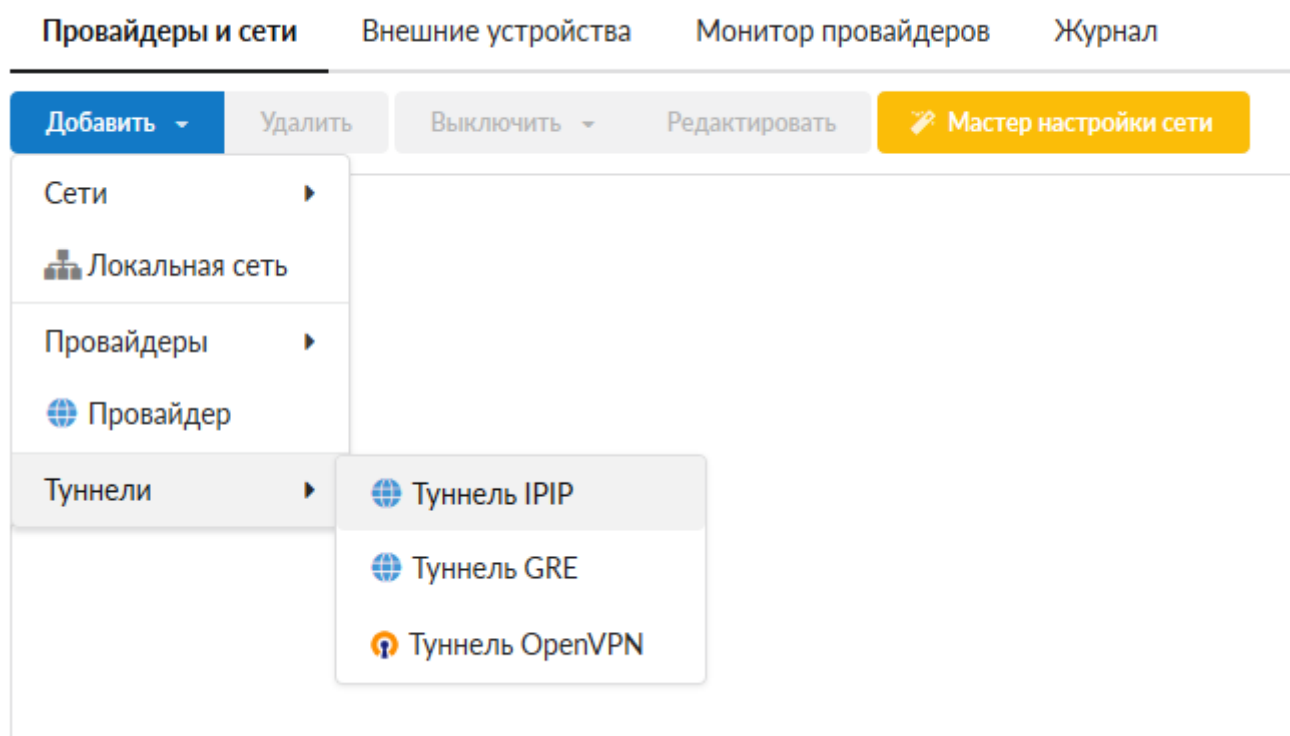 Провайдеры и сети Внешние устройства Монитор провайдеров Журнал
Добавить Удалить Выключить Редактировать Мастер настройки сети
Сети
Локальная сеть
Провайдеры
Провайдер
Туннели
Туннель IPIP
Туннель GRE
Туннель OpenVPN